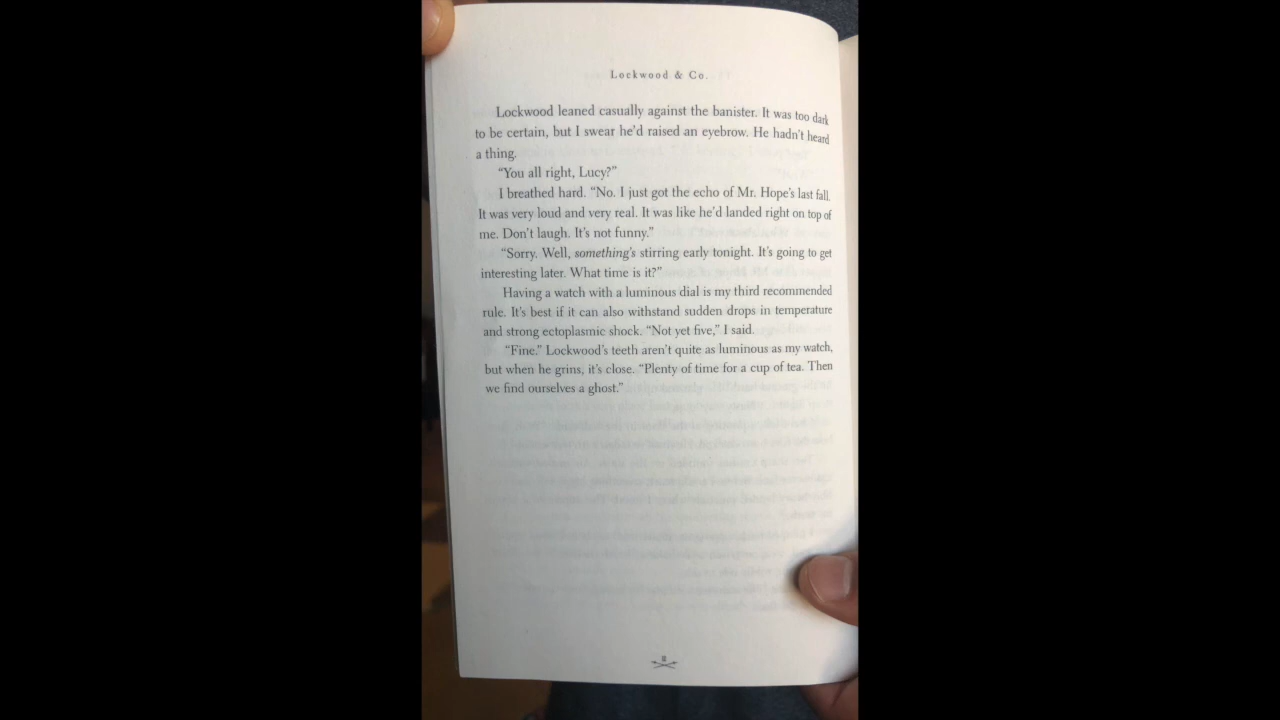 Lockwood & Co.
Lockwood leaned casually against the banister. It was too dark
to be certain, but I swear he'd raised an eyebrow. He hadn't heard
a thing.
“You all right, Lucy?”
I breathed hard. “No. I just got the echo of Mr. Hope's last fall.
It was very loud and very real. It was like he'd landed right on top of
me. Don't laugh. It's not funny.”
“Sorry. Well, something's stirring early tonight. It's going to get
interesting later. What time is it?”
Having a watch with a luminous dial is my third recommended
rule. It's best if it can also withstand sudden drops in temperature
and strong ectoplasmic shock. “Not yet five,” I said.
“Fine.” Lockwood's teeth aren't quite as luminous as my watch,
but when he grins, it's close. “Plenty of time for a cup of tea. Then
we find ourselves a ghost.”